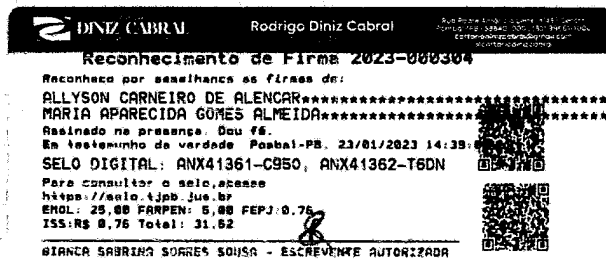 DINIZ CABRAL
Rodrigo Diniz Cabral
Reconhecimento de Firma 2023-000304
Reconheco por semelhanca as firmas de:
ALLYSON CARNEIRO DE ALENCAR
MARIA APARECIDA GOMES ALMEIDA
Assinado na presenca. Dou fé.
Em testemunho da verdade Pombal-PB, 23/01/2023 14:39:
SELO DIGITAL: ANX41361-C950, ANX41362-T6DN
Para consultar o selo,acesse
https://selo.tjpb.jus.br
EMOL: 25,00 FARPEN: 5,00 FEPJ:0,76
ISS:R$ 0,76 Total: 31,52
BIANCA SABRINA SOARES SOUSA - ESCREVENTE AUTORIZADA